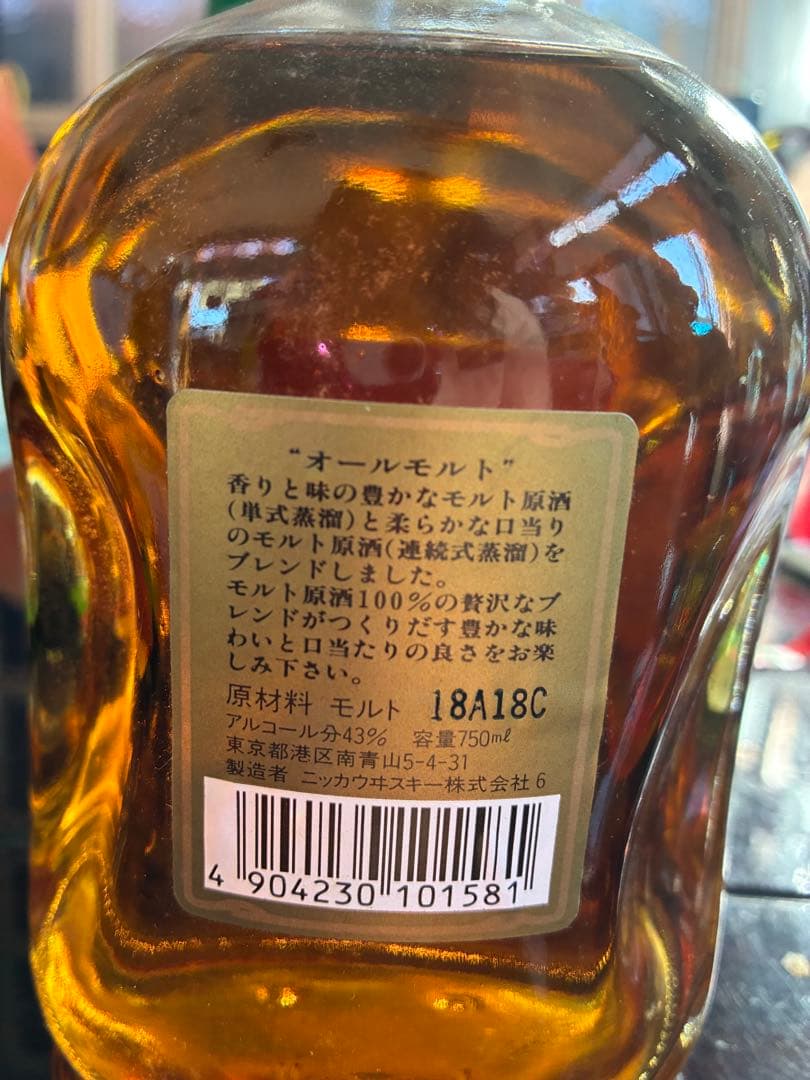 “オールモルト”
香りと味の豊かなモルト原酒
(単式蒸溜)と柔らかな口当り
のモルト原酒(連続式蒸溜)を
ブレンドしました。
モルト原酒100%の贅沢なブ
レンドがつくりだす豊かな味
わいと口当たりの良さをお楽
しみ下さい。
原材料 モルト 18A18C
アルコール分43% 容量750mℓ
東京都港区南青山5-4-31
製造者 ニッカウヰスキー株式会社 6
4 904230 101581